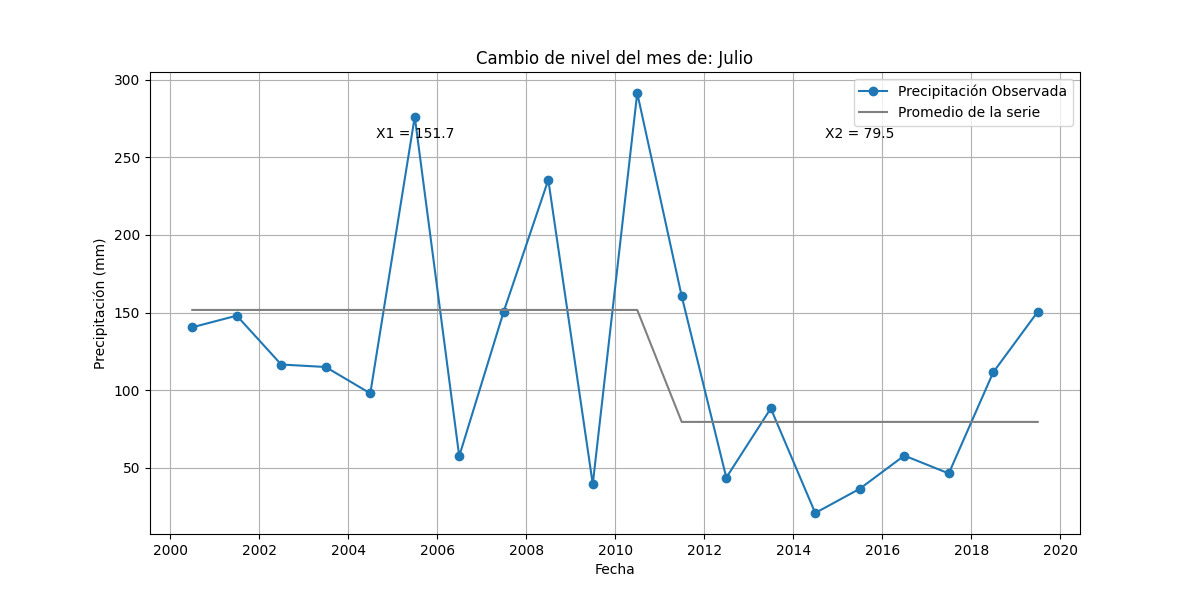 Cambio de nivel del mes de: Julio
300
250
200
150
100
50
Precipitación (mm)
X1 = 151.7
X2 = 79.5
Precipitación Observada
Promedio de la serie
2000 2002 2004 2006 2008 2010 2012 2014 2016 2018 2020
Fecha